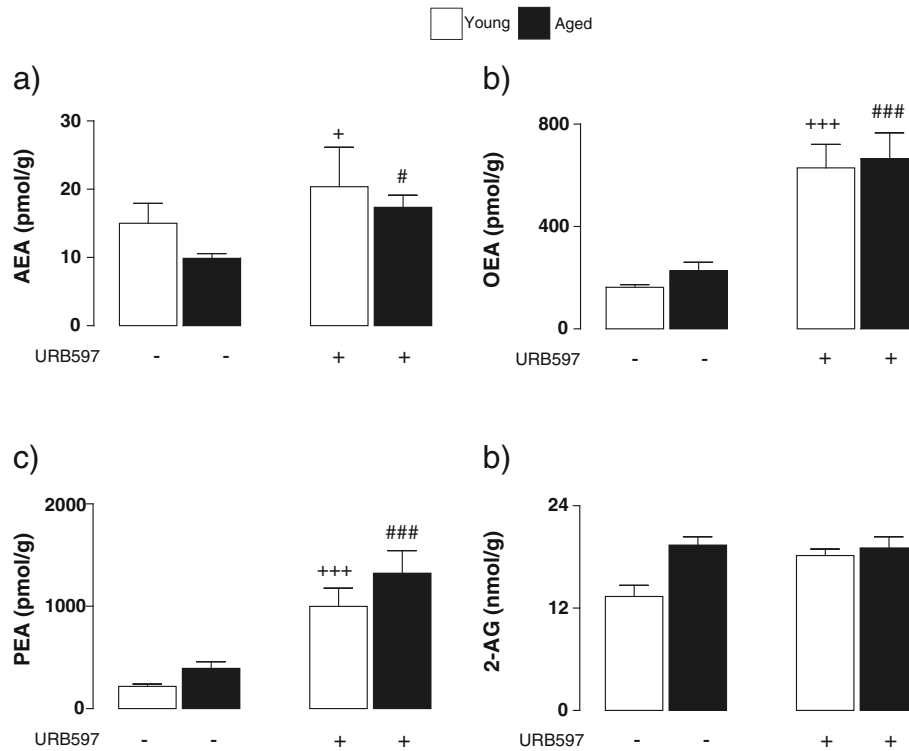 Young Aged
a)
AEA (pmol/g)
30
20
10
0
+
#
URB597 - - + +
b)
OEA (pmol/g)
800
400
0
+++
###
- - + +
c)
PEA (pmol/g)
2000
1000
0
+++
###
URB597 - - + +
b)
2-AG (nmol/g)
24
12
0
URB597 - - + +